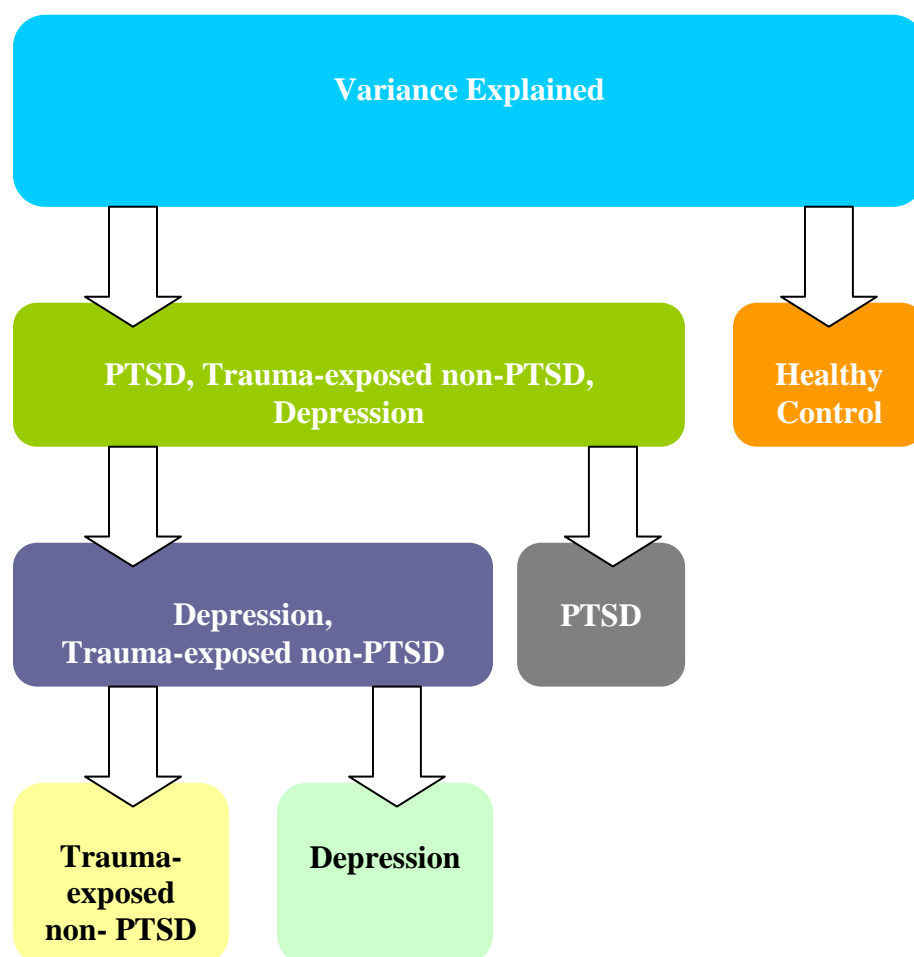 Variance Explained
PTSD, Trauma-exposed non-PTSD,
Depression
Healthy
Control
Depression,
Trauma-exposed non-PTSD
PTSD
Trauma-
exposed
non- PTSD
Depression